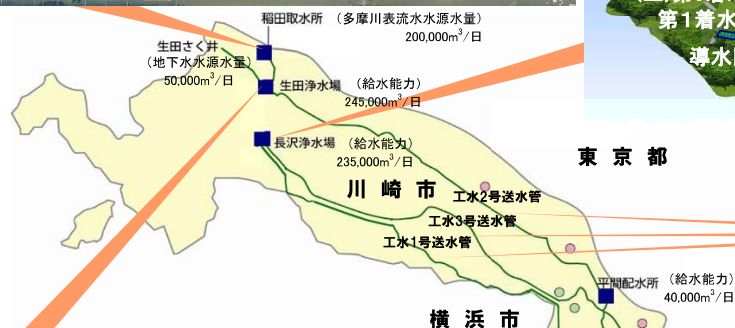 稲田取水所 （多摩川表流水水源水量）
200,000m³/日
第1着水
導水
生田さく井
（地下水水源水量）
50,000m³/日
生田浄水場 （給水能力）
245,000m³/日
長沢浄水場 （給水能力）
235,000m³/日
東京都
川崎市
工水2号送水管
工水3号送水管
工水1号送水管
平間配水所 （給水能力）
40,000m³/日
横浜市